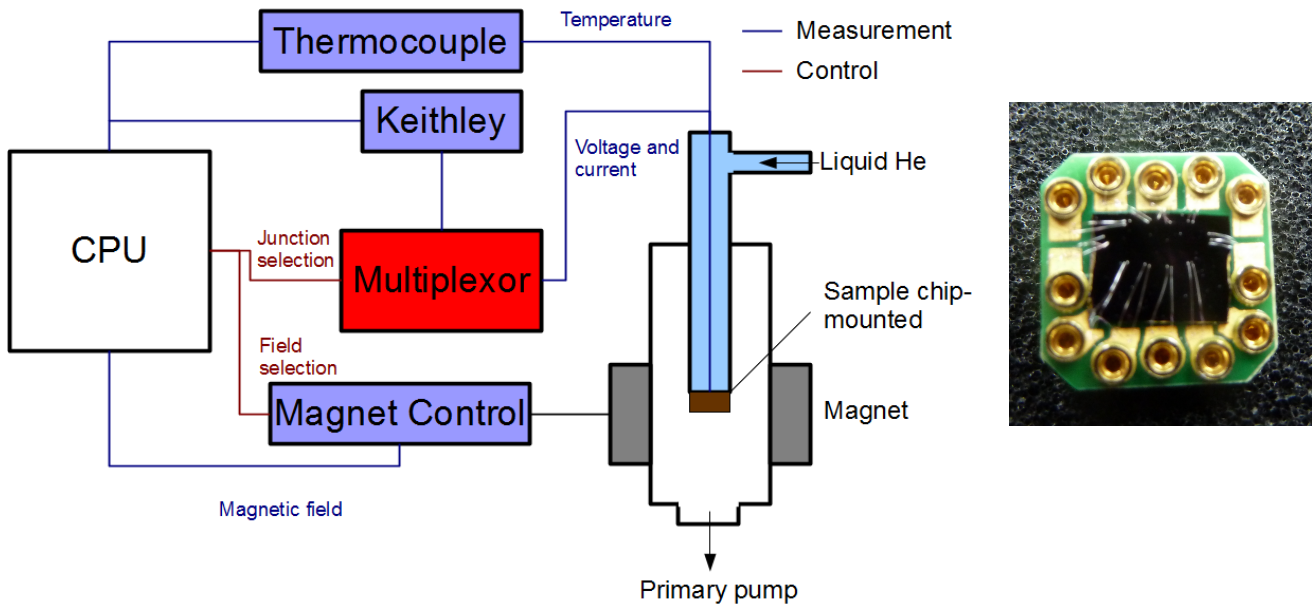 Temperature
Thermocouple
Measurement
Control
Keithley
Voltage and
current
Liquid He
CPU
Junction
selection
Multiplexor
Sample chip-
mounted
Field
selection
Magnet Control
Magnet
Magnetic field
Primary pump